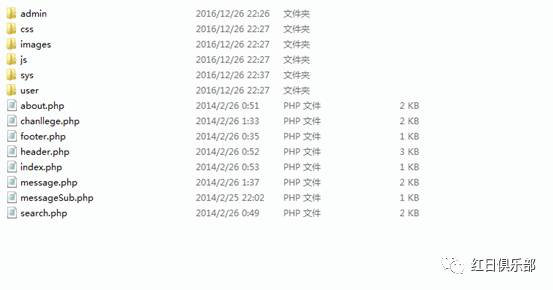 admin 2016/12/26 22:26 文件夹
css 2016/12/26 22:27 文件夹
images 2016/12/26 22:27 文件夹
js 2016/12/26 22:27 文件夹
sys 2016/12/26 22:37 文件夹
user 2016/12/26 22:27 文件夹
about.php 2014/2/26 0:51 PHP 文件 2 KB
chanllege.php 2014/2/26 1:33 PHP 文件 2 KB
footer.php 2014/2/26 0:35 PHP 文件 1 KB
header.php 2014/2/26 0:52 PHP 文件 3 KB
index.php 2014/2/26 0:53 PHP 文件 1 KB
message.php 2014/2/26 1:37 PHP 文件 2 KB
messageSub.php 2014/2/25 22:02 PHP 文件 1 KB
search.php 2014/2/26 0:49 PHP 文件 2 KB
红日俱乐部